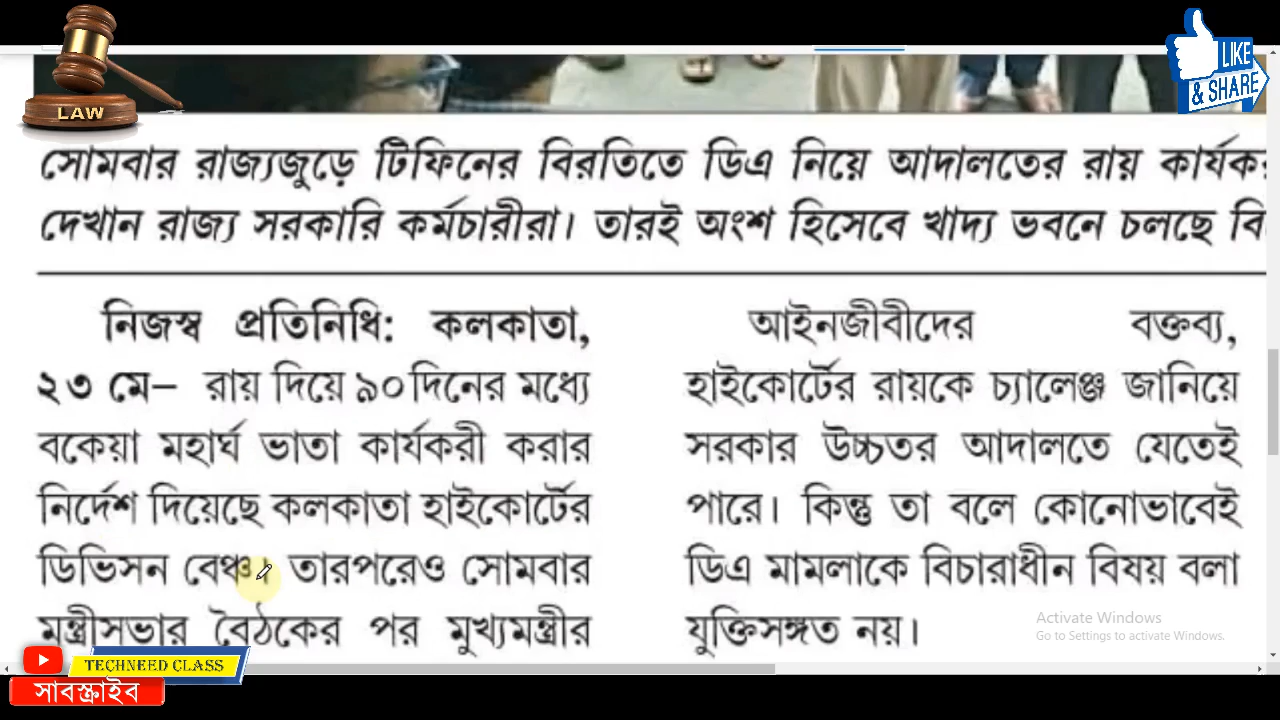 LAW
LIKE
& SHARE
সোমবার রাজ্যজুড়ে টিফিনের বিরতিতে ডিএ নিয়ে আদালতের রায়
দেখান রাজ্য সরকারি কর্মচারীরা। তারই অংশ হিসেবে খাদ্য ভবনে চলছে
নিজস্ব প্রতিনিধি: কলকাতা,
২৩ মে– রায় দিয়ে ৯০ দিনের মধ্যে
বকেয়া মহার্ঘ ভাতা কার্যকরী করার
নির্দেশ দিয়েছে কলকাতা হাইকোর্টের
ডিভিসন বেঞ্চ। তারপরেও সোমবার
মন্ত্রীসভার বৈঠকের পর মুখ্যমন্ত্রীর
আইনজীবীদের বক্তব্য,
হাইকোর্টের রায়কে চ্যালেঞ্জ জানিয়ে
সরকার উচ্চতর আদালতে যেতেই
পারে। কিন্তু তা বলে কোনোভাবেই
ডিএ মামলাকে বিচারাধীন বিষয় বলা
যুক্তিসঙ্গত নয়।
Activate Windows
Go to Settings to activate Windows.
TECHNEED CLASS
সাবস্ক্রাইব